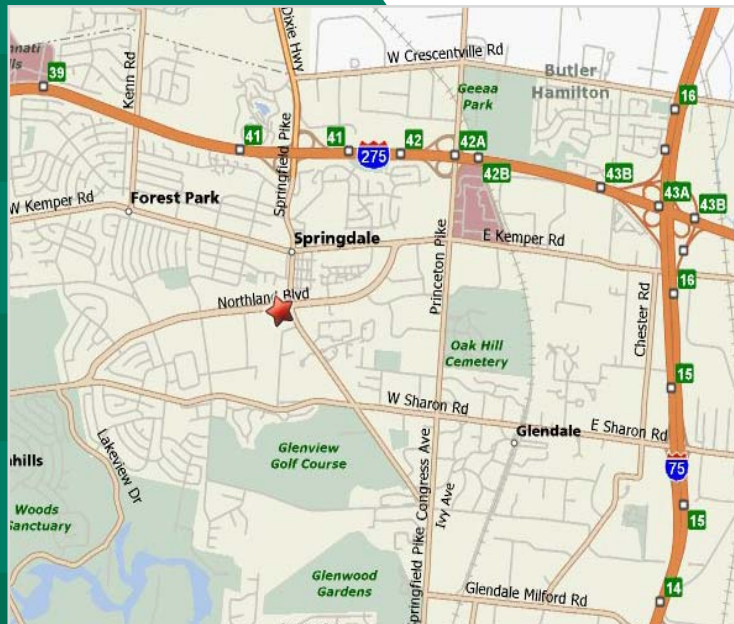 Dixie Hwy
W Crescentville Rd
Butler
Hamilton
nnati
lls
39
Kenn Rd
Geeaa
Park
16
41
Springfield Pike
41
275
42
42A
42B
43B
43A
43B
W Kemper Rd
Forest Park
Springdale
Princeton Pike
E Kemper Rd
16
Northland Blvd
Chester Rd
Oak Hill
Cemetery
15
W Sharon Rd
Glendale
E Sharon Rd
Lakeview Dr
hills
Glenview
Golf Course
75
Woods
Sanctuary
Congress Ave
Ivy Ave
15
Springfield Pike
Glenwood
Gardens
Glendale Milford Rd
14